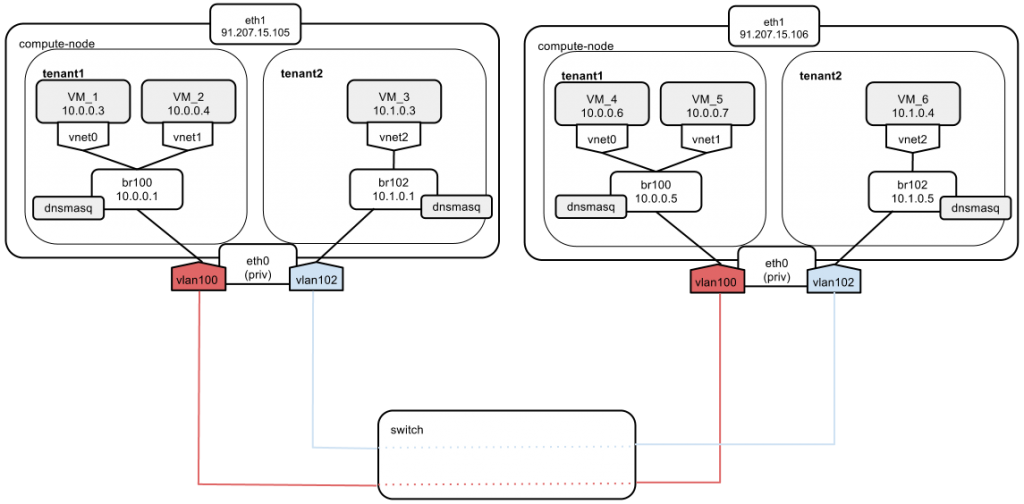 eth1
91.207.15.105
compute-node
tenant1
tenant2
VM_1
10.0.0.3
VM_2
10.0.0.4
VM_3
10.1.0.3
vnet0
vnet1
vnet2
br100
10.0.0.1
br102
10.1.0.1
dnsmasq
dnsmasq
eth0
(priv)
vlan100
vlan102
eth1
91.207.15.106
compute-node
tenant1
tenant2
VM_4
10.0.0.6
VM_5
10.0.0.7
VM_6
10.1.0.4
vnet0
vnet1
vnet2
br100
10.0.0.5
br102
10.1.0.5
dnsmasq
dnsmasq
eth0
(priv)
vlan100
vlan102
switch